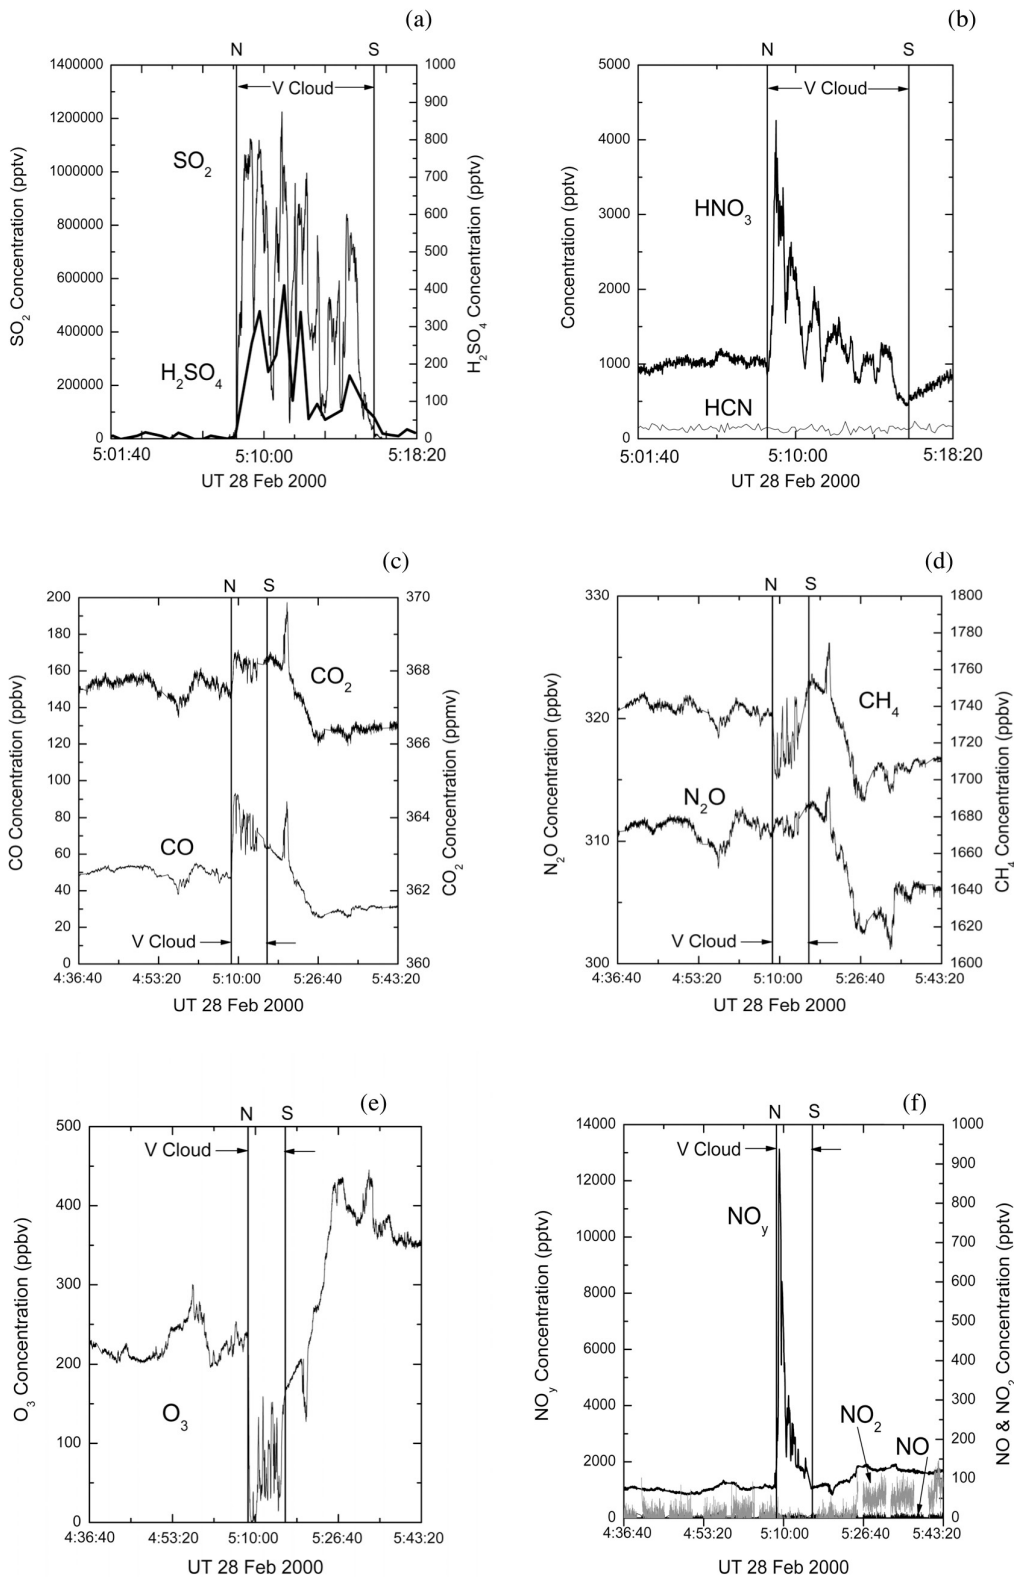 (a)
N S
1400000 1000
V Cloud
900
1200000
800
SO2
1000000
700
800000
600
500
600000
400
400000
300
H2SO4
200
200000
100
0 0
5:01:40 5:10:00 5:18:20
UT 28 Feb 2000
SO2 Concentration (pptv)
H2SO4 Concentration (pptv)
(b)
N S
5000
V Cloud
4000
HNO3
3000
2000
1000
HCN
0
5:01:40 5:10:00 5:18:20
UT 28 Feb 2000
Concentration (pptv)
(c)
N S
200 370
180
160 368
CO2
140
120 366
100
80 364
CO
60
40 362
20
V Cloud
0 360
4:36:40 4:53:20 5:10:00 5:26:40 5:43:20
UT 28 Feb 2000
CO Concentration (ppbv)
CO2 Concentration (ppmv)
(d)
N S
330 1800
1780
1760
320 1740
CH4
1720
1700
N2O
1680
310
1660
1640
1620
V Cloud
300 1600
4:36:40 4:53:20 5:10:00 5:26:40 5:43:20
UT 28 Feb 2000
N2O Concentration (ppbv)
CH4 Concentration (ppbv)
(e)
N S
500
V Cloud
400
300
200
O3
100
0
4:36:40 4:53:20 5:10:00 5:26:40 5:43:20
UT 28 Feb 2000
O3 Concentration (ppbv)
(f)
N S
14000 1000
V Cloud
900
12000
800
NOy
10000
700
8000
600
500
6000
400
4000
300
NO2 NO
200
2000
100
0 0
4:36:40 4:53:20 5:10:00 5:26:40 5:43:20
UT 28 Feb 2000
NOy Concentration (pptv)
NO & NO2 Concentration (pptv)